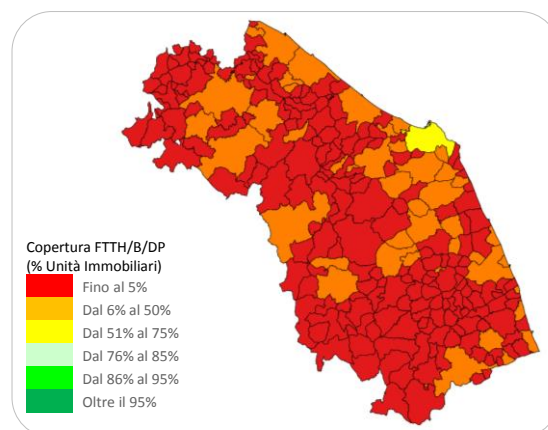 Copertura FTTH/B/DP
(% Unità Immobiliari)
Fino al 5%
Dal 6% al 50%
Dal 51% al 75%
Dal 76% al 85%
Dal 86% al 95%
Oltre il 95%